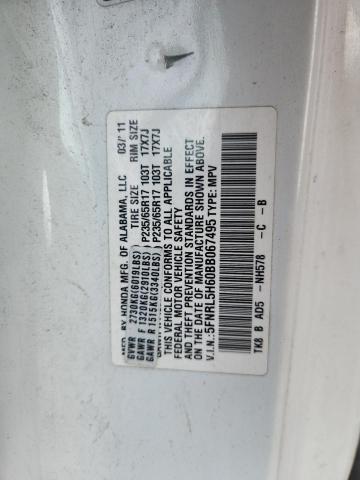 MFD. BY HONDA MFG. OF ALABAMA, LLC 03/'11
TIRE SIZE RIM SIZE
GVWR 2730KG(6019LBS)
GAWR F 1320KG(2910LBS) P235/65R17 103T 17X7J
GAWR R 1515KG(3340LBS) P235/65R17 103T 17X7J
THIS VEHICLE CONFORMS TO ALL APPLICABLE
FEDERAL MOTOR VEHICLE SAFETY
AND THEFT PREVENTION STANDARDS IN EFFECT
ON THE DATE OF MANUFACTURE SHOWN ABOVE.
V.I.N.:5FNRL5H60BB067495 TYPE: MPV
TK8 B AD5 -NH578 -C -B